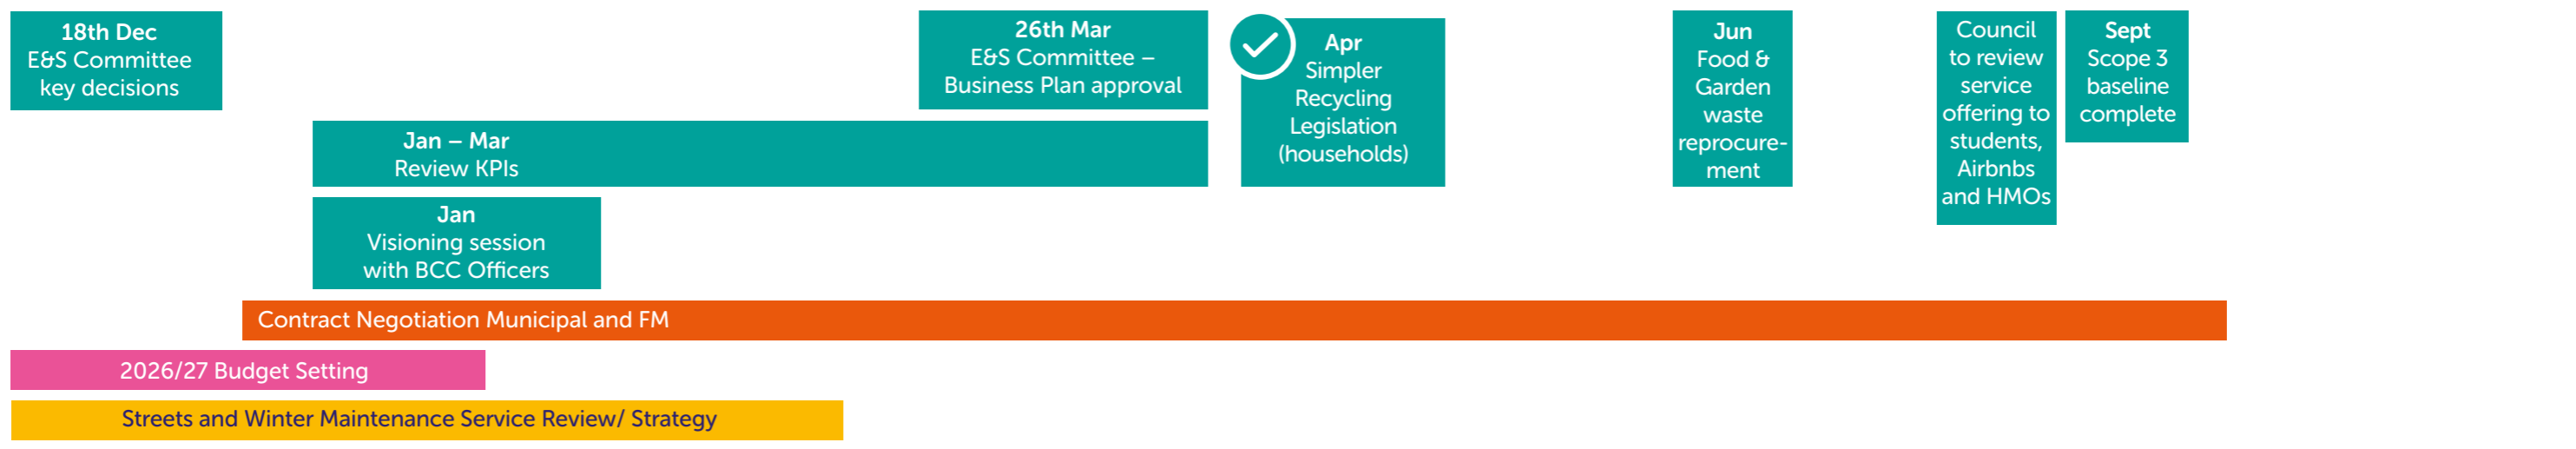 18th Dec
E&S Committee
key decisions
26th Mar
E&S Committee –
Business Plan approval
Apr
Simpler
Recycling
Legislation
(households)
Jun
Food &
Garden
waste
reprocure-
ment
Council
to review
service
offering to
students,
Airbnbs
and HMOs
Sept
Scope 3
baseline
complete
Jan – Mar
Review KPIs
Jan
Visioning session
with BCC Officers
Contract Negotiation Municipal and FM
2026/27 Budget Setting
Streets and Winter Maintenance Service Review/ Strategy